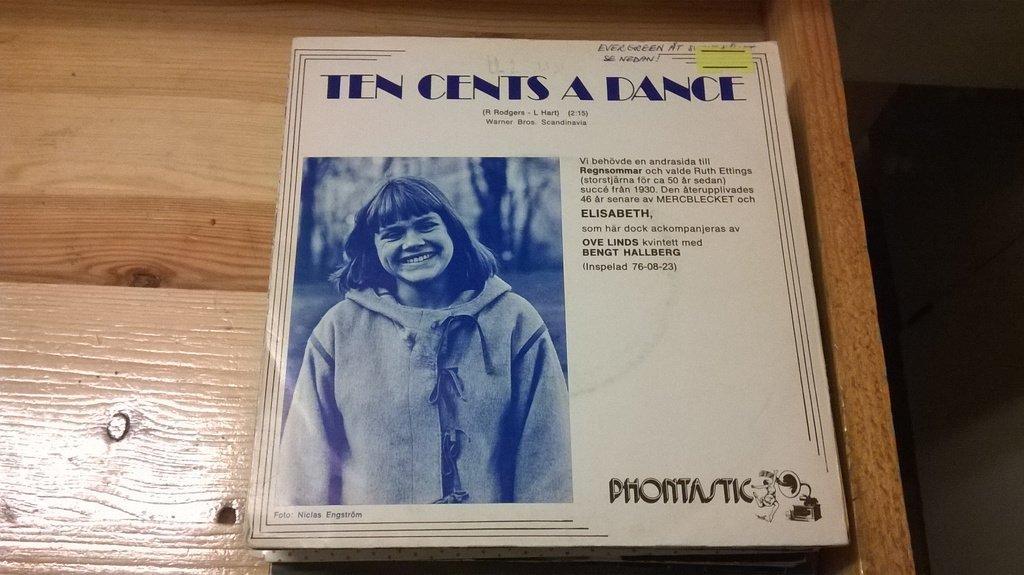 EVERGREEN ÅT
SE NEDAN!
TEN CENTS A DANCE
(R Rodgers - L Hart) (2:15)
Warner Bros. Scandinavia
Vi behövde en andrasida till
Regnsommar och valde Ruth Ettings
(storstjärna för ca 50 år sedan)
succé från 1930. Den återupplivades
46 år senare av MERCBLECKET och
ELISABETH,
som här dock ackompanjeras av
OVE LINDS kvintett med
BENGT HALLBERG
(Inspelad 76-08-23)
PHONTASTIC
Foto: Niclas Engström